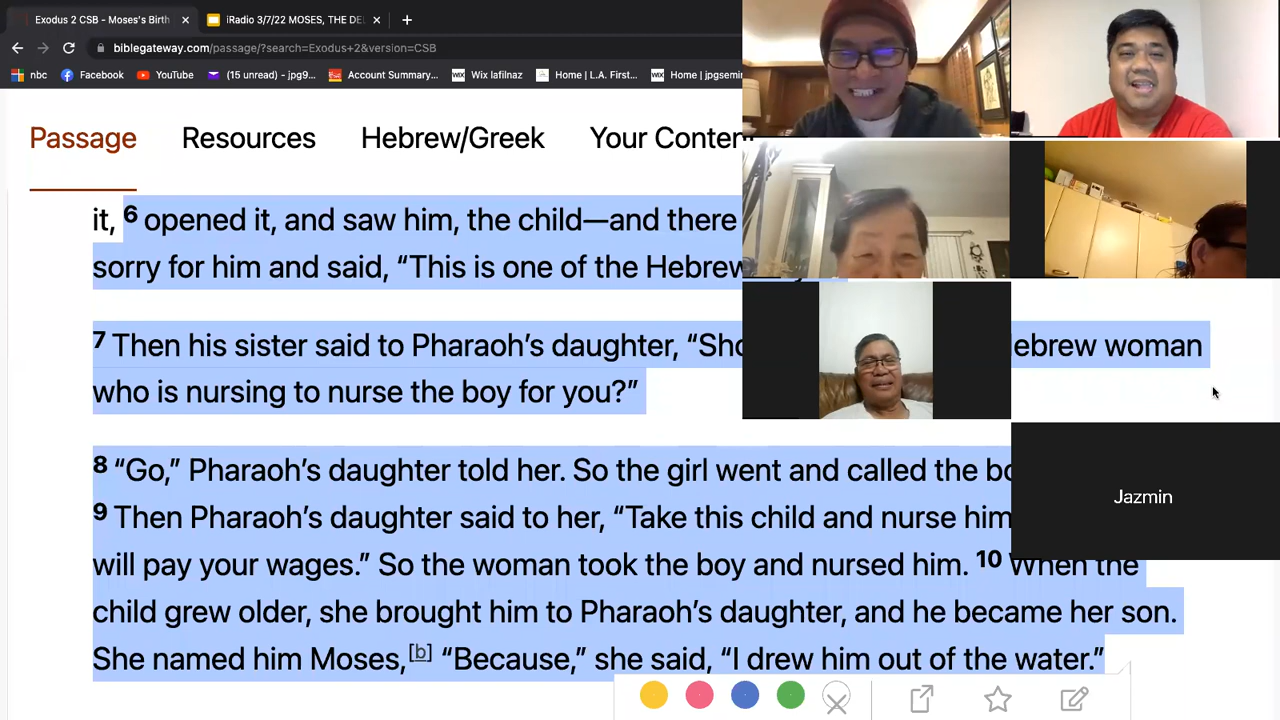 Exodus 2 CSB - Moses's Birth
iRadio 3/7/22 MOSES, THE DEL
biblegateway.com/passage/?search=Exodus+2&version=CSB
nbc Facebook YouTube (15 unread) - jpg9... Account Summary... Wix lafilnaz Home | L.A. First... Home | jpgsemi
Passage Resources Hebrew/Greek Your Conten
it, 6 opened it, and saw him, the child—and there
sorry for him and said, “This is one of the Hebrew
7 Then his sister said to Pharaoh’s daughter, “Sho ebrew woman
who is nursing to nurse the boy for you?”
8 “Go,” Pharaoh’s daughter told her. So the girl went and called the bo
9 Then Pharaoh’s daughter said to her, “Take this child and nurse him
will pay your wages.” So the woman took the boy and nursed him. 10 When the
child grew older, she brought him to Pharaoh’s daughter, and he became her son.
She named him Moses,[b] “Because,” she said, “I drew him out of the water.”
Jazmin